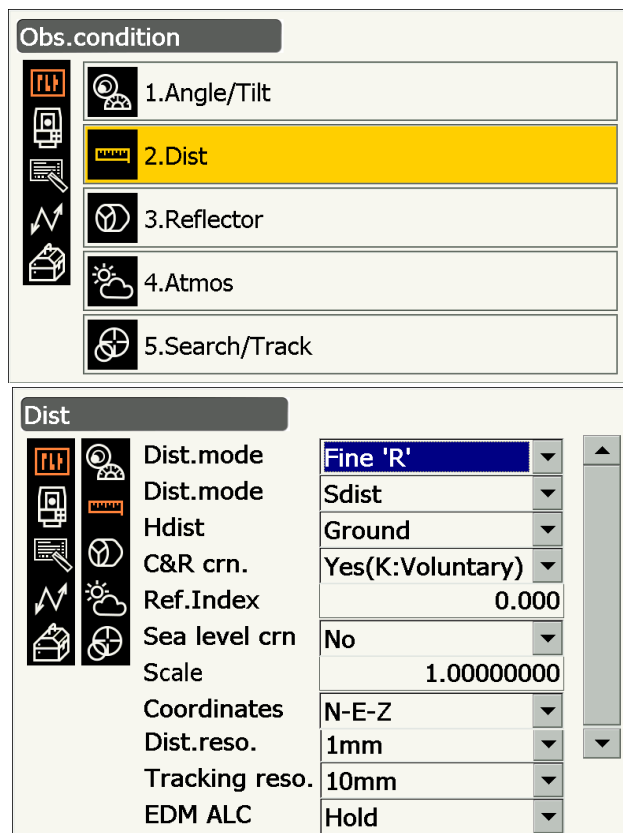 Obs.condition
1.Angle/Tilt
2.Dist
3.Reflector
4.Atmos
5.Search/Track
Dist
Dist.mode Fine 'R'
Dist.mode Sdist
Hdist Ground
C&R crn. Yes(K:Voluntary)
Ref.Index 0.000
Sea level crn No
Scale 1.00000000
Coordinates N-E-Z
Dist.reso. 1mm
Tracking reso. 10mm
EDM ALC Hold